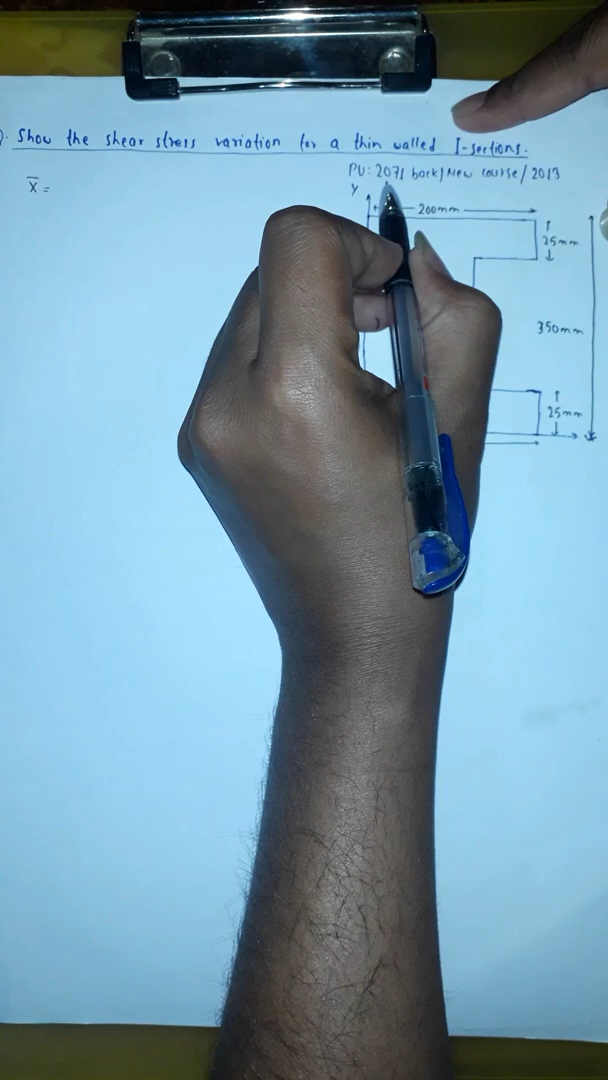 Q. Show the shear stress variation for a thin walled I-sections.
PU: 2071 back/New course/2013
X̄ =
Y
200mm
25mm
350mm
25mm